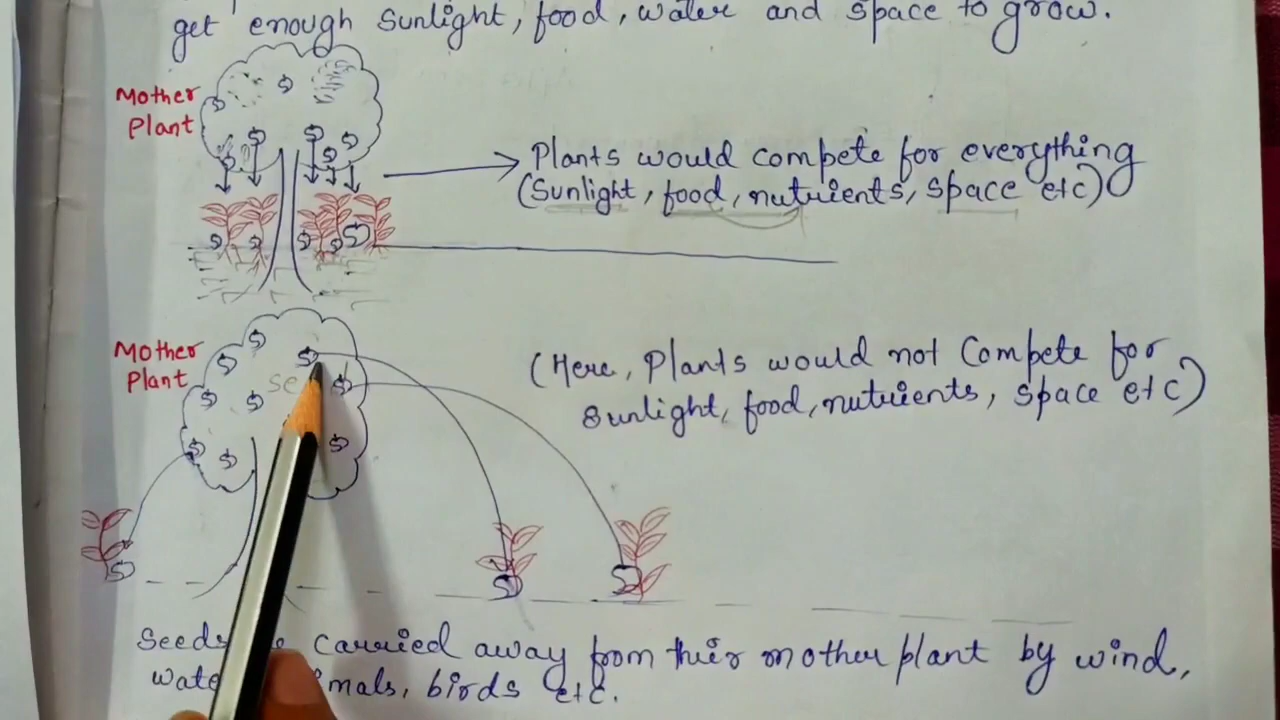 get enough Sunlight, food, water and space to grow.
Mother
Plant
Plants would compete for everything
(Sunlight, food, nutrients, space etc)
Mother
Plant
(Here, Plants would not Compete for
Sunlight, food, nutrients, space etc)
Seeds carried away from their mother plant by wind,
birds etc.